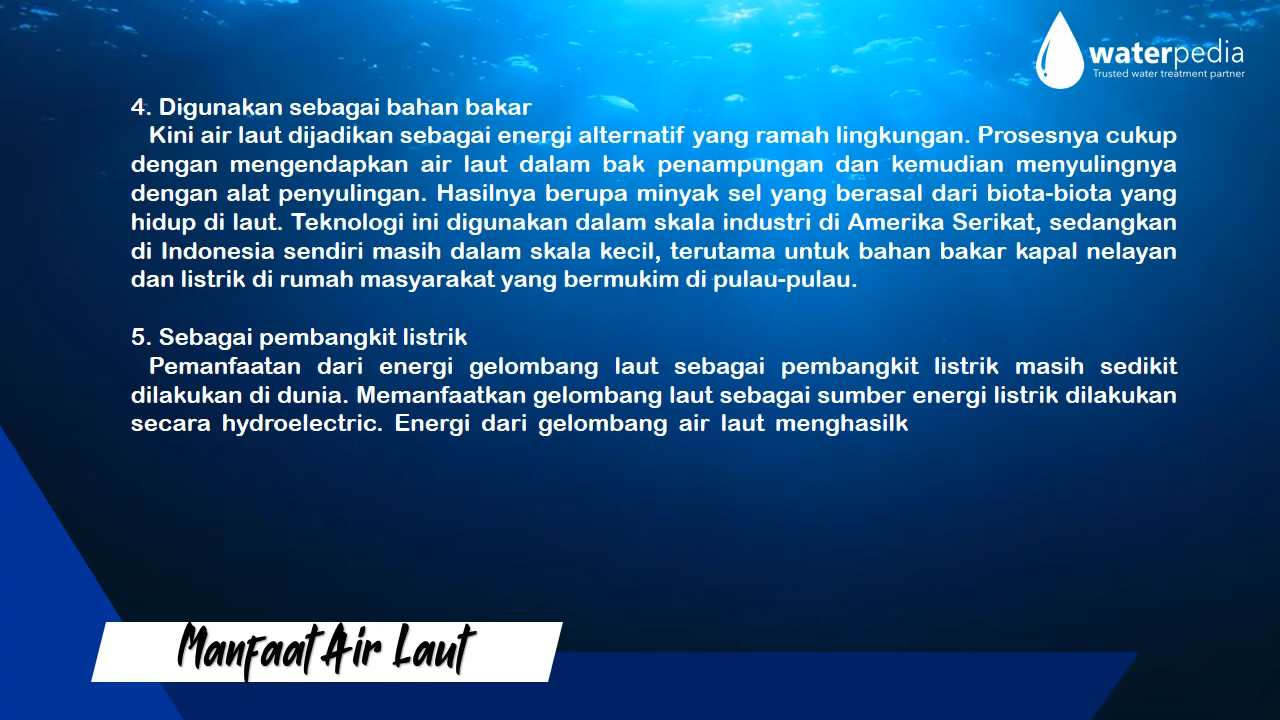 waterpedia
Trusted water treatment partner
4. Digunakan sebagai bahan bakar
Kini air laut dijadikan sebagai energi alternatif yang ramah lingkungan. Prosesnya cukup
dengan mengendapkan air laut dalam bak penampungan dan kemudian menyulingnya
dengan alat penyulingan. Hasilnya berupa minyak sel yang berasal dari biota-biota yang
hidup di laut. Teknologi ini digunakan dalam skala industri di Amerika Serikat, sedangkan
di Indonesia sendiri masih dalam skala kecil, terutama untuk bahan bakar kapal nelayan
dan listrik di rumah masyarakat yang bermukim di pulau-pulau.
5. Sebagai pembangkit listrik
Pemanfaatan dari energi gelombang laut sebagai pembangkit listrik masih sedikit
dilakukan di dunia. Memanfaatkan gelombang laut sebagai sumber energi listrik dilakukan
secara hydroelectric. Energi dari gelombang air laut menghasilk
Manfaat Air Laut